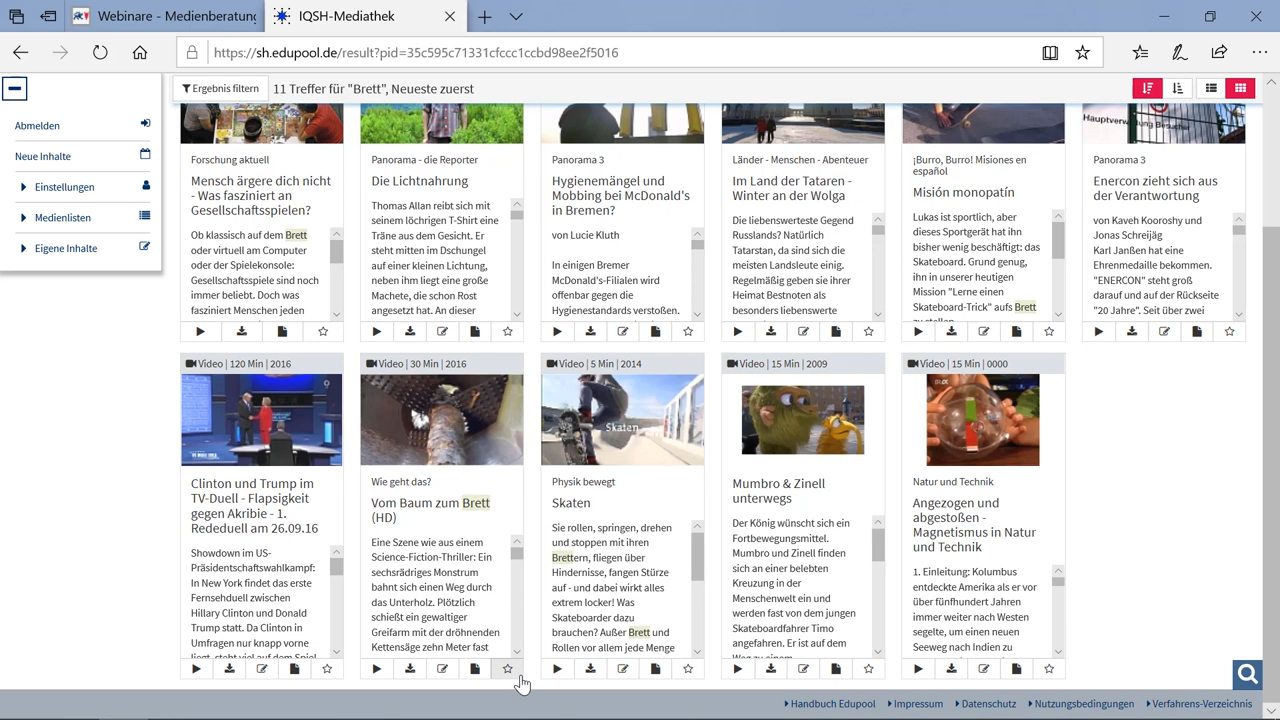 Webinare - Medienberatung
IQSH-Mediathek
https://sh.edupool.de/result?pid=35c595c71331cfccc1ccbd98ee2f5016
Ergebnis filtern
11 Treffer für "Brett", Neueste zuerst
Abmelden
Neue Inhalte
Einstellungen
Medienlisten
Eigene Inhalte
Forschung aktuell
Mensch ärgere dich nicht
- Was fasziniert an
Gesellschaftsspielen?
Ob klassisch auf dem Brett
oder virtuell am Computer
oder der Spielekonsole:
Gesellschaftsspiele sind noch
immer beliebt. Doch was
fasziniert Menschen jeden
Panorama - die Reporter
Die Lichtnahrung
Thomas Allan reibt sich mit
seinem löchrigen T-Shirt eine
Träne aus dem Gesicht. Er
steht mitten im Dschungel
auf einer kleinen Lichtung,
neben ihm liegt eine große
Machete, die schon Rost
angesetzt hat. An dieser
Panorama 3
Hygienemängel und
Mobbing bei McDonald's
in Bremen?
von Lucie Kluth
In einigen Bremer
McDonald's-Filialen wird
offenbar gegen die
Hygienestandards verstoßen.
Länder - Menschen - Abenteuer
Im Land der Tataren -
Winter an der Wolga
Die liebenswerteste Gegend
Russlands? Natürlich
Tatarstan, da sind sich die
meisten Landsleute einig.
Regelmäßig geben sie ihrer
Heimat Bestnoten als
besonders liebenswerte
¡Burro, Burro! Misiones en
español
Misión monopatín
Lukas ist sportlich, aber
dieses Sportgerät hat ihn
bisher wenig beschäftigt: das
Skateboard. Grund genug,
ihn in unserer heutigen
Mission "Lerne einen
Skateboard-Trick" aufs Brett
zu stellen.
Hauptverwaltung Besucher
Panorama 3
Enercon zieht sich aus
der Verantwortung
von Kaveh Kooroshy und
Jonas Schreijäg
Karl Janßen hat eine
Ehrenmedaille bekommen.
"ENERCON" steht groß
darauf und auf der Rückseite
"20 Jahre". Seit über zwei
Video | 120 Min | 2016
Clinton und Trump im
TV-Duell - Flapsigkeit
gegen Akribie - 1.
Rededuell am 26.09.16
Showdown im US-
Präsidentschaftswahlkampf:
In New York findet das erste
Fernsehduell zwischen
Hillary Clinton und Donald
Trump statt. Da Clinton in
Umfragen nur knapp vorne
liegt, steht viel auf dem Spiel
Video | 30 Min | 2016
Wie geht das?
Vom Baum zum Brett
(HD)
Eine Szene wie aus einem
Science-Fiction-Thriller: Ein
sechsrädriges Monstrum
bahnt sich einen Weg durch
das Unterholz. Plötzlich
schießt ein gewaltiger
Greifarm mit der dröhnenden
Kettensäge zehn Meter fast
Video | 5 Min | 2014
Skaten
Physik bewegt
Skaten
Sie rollen, springen, drehen
und stoppen mit ihren
Brettern, fliegen über
Hindernisse, fangen Stürze
auf - und dabei wirkt alles
extrem locker! Was
Skateboarder dazu
brauchen? Außer Brett und
Rollen vor allem jede Menge
Video | 15 Min | 2009
Mumbro & Zinell
unterwegs
Der König wünscht sich ein
Fortbewegungsmittel.
Mumbro und Zinell finden
sich an einer belebten
Kreuzung in der
Menschenwelt ein und
werden fast von dem jungen
Skateboardfahrer Timo
angefahren. Er ist auf dem
Weg zu einem
Video | 15 Min | 0000
Natur und Technik
Angezogen und
abgestoßen -
Magnetismus in Natur
und Technik
1. Einleitung: Kolumbus
entdeckte Amerika als er vor
über fünfhundert Jahren
immer weiter nach Westen
segelte, um einen neuen
Seeweg nach Indien zu
Handbuch Edupool
Impressum
Datenschutz
Nutzungsbedingungen
Verfahrens-Verzeichnis